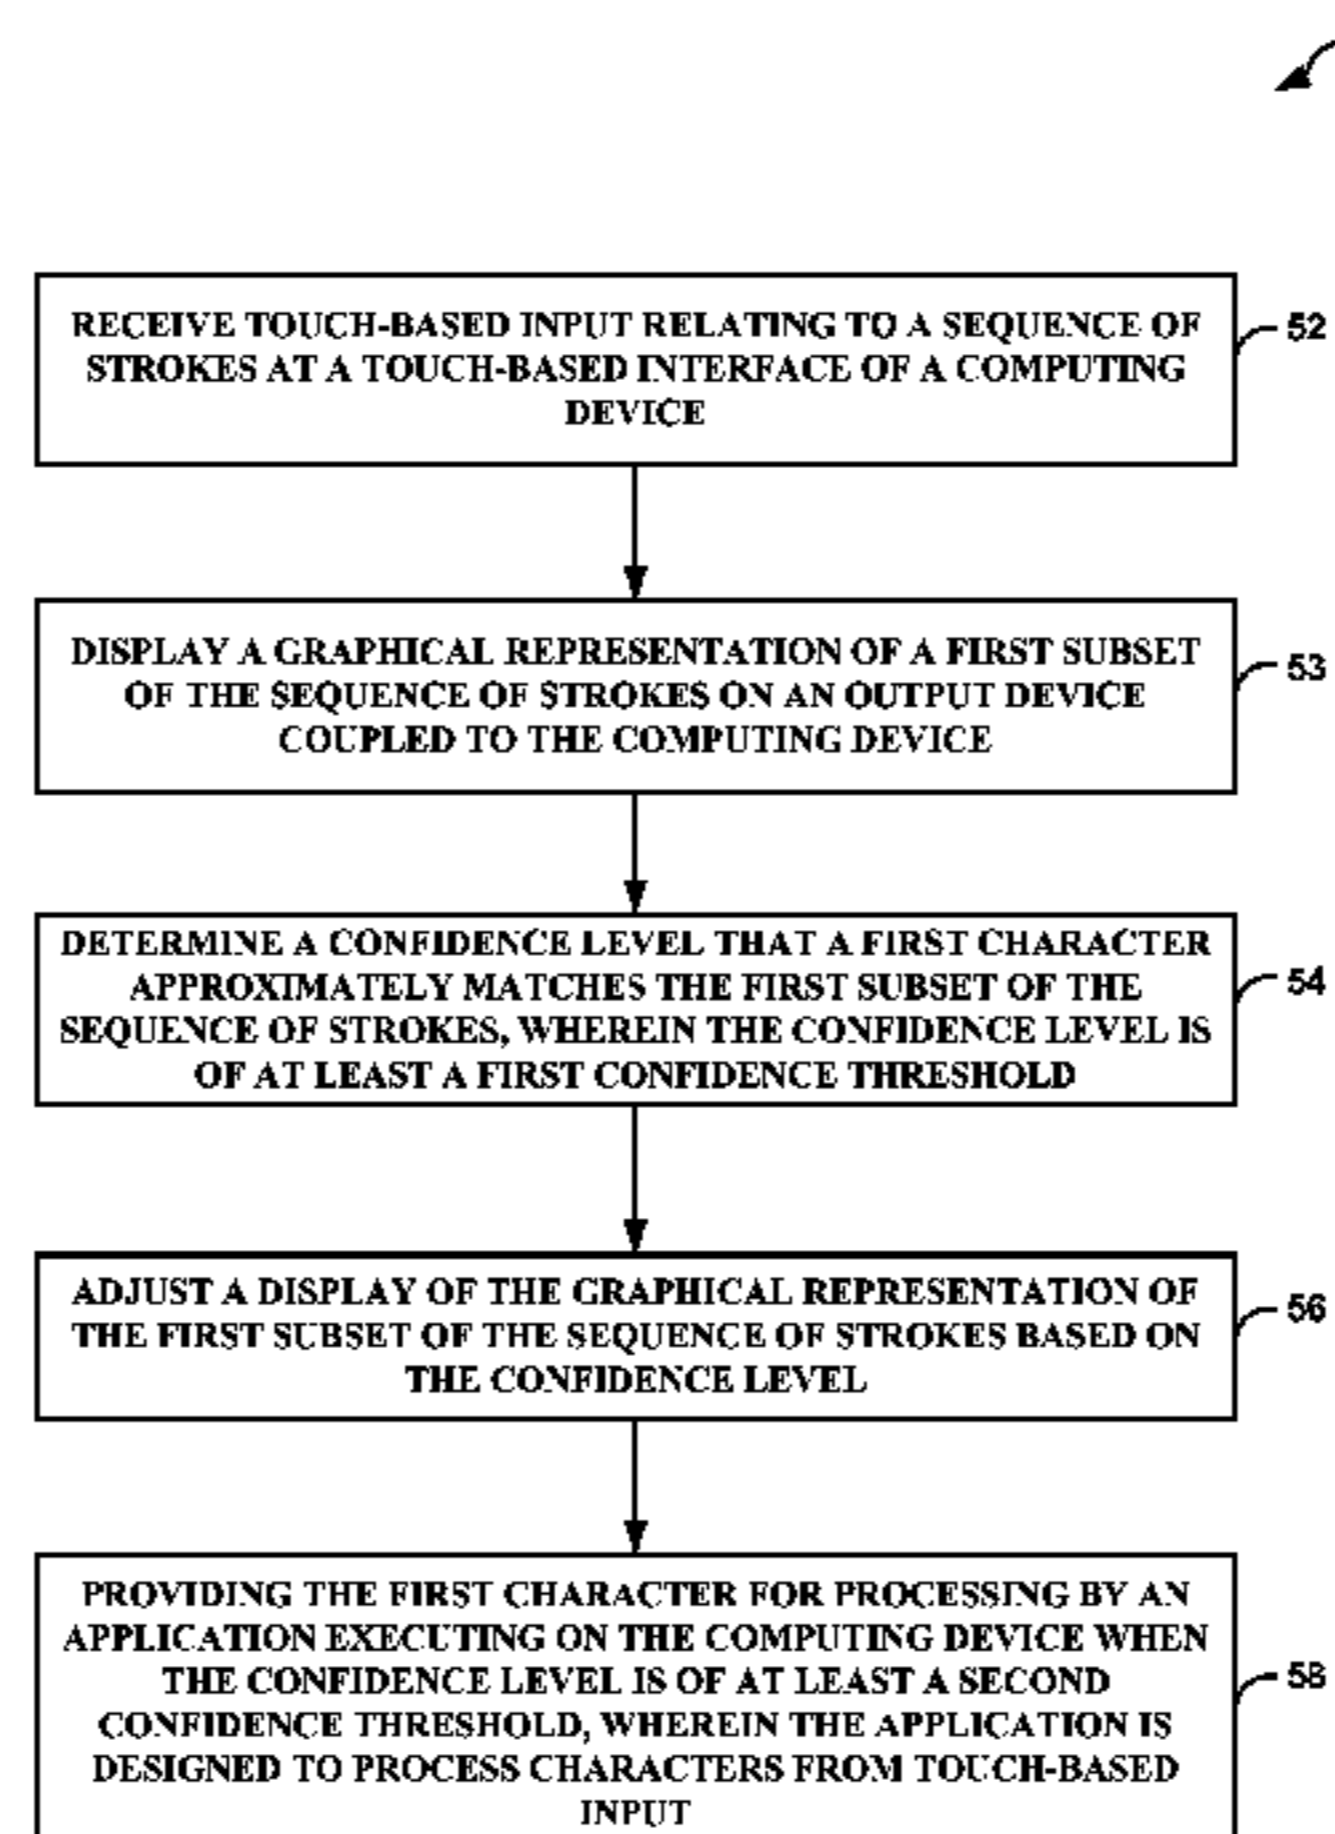 RECEIVE TOUCH-BASED INPUT RELATING TO A SEQUENCE OF
STROKES AT A TOUCH-BASED INTERFACE OF A COMPUTING
DEVICE
52
DISPLAY A GRAPHICAL REPRESENTATION OF A FIRST SUBSET
OF THE SEQUENCE OF STROKES ON AN OUTPUT DEVICE
COUPLED TO THE COMPUTING DEVICE
53
DETERMINE A CONFIDENCE LEVEL THAT A FIRST CHARACTER
APPROXIMATELY MATCHES THE FIRST SUBSET OF THE
SEQUENCE OF STROKES, WHEREIN THE CONFIDENCE LEVEL IS
OF AT LEAST A FIRST CONFIDENCE THRESHOLD
54
ADJUST A DISPLAY OF THE GRAPHICAL REPRESENTATION OF
THE FIRST SUBSET OF THE SEQUENCE OF STROKES BASED ON
THE CONFIDENCE LEVEL
56
PROVIDING THE FIRST CHARACTER FOR PROCESSING BY AN
APPLICATION EXECUTING ON THE COMPUTING DEVICE WHEN
THE CONFIDENCE LEVEL IS OF AT LEAST A SECOND
CONFIDENCE THRESHOLD, WHEREIN THE APPLICATION IS
DESIGNED TO PROCESS CHARACTERS FROM TOUCH-BASED
INPUT
58